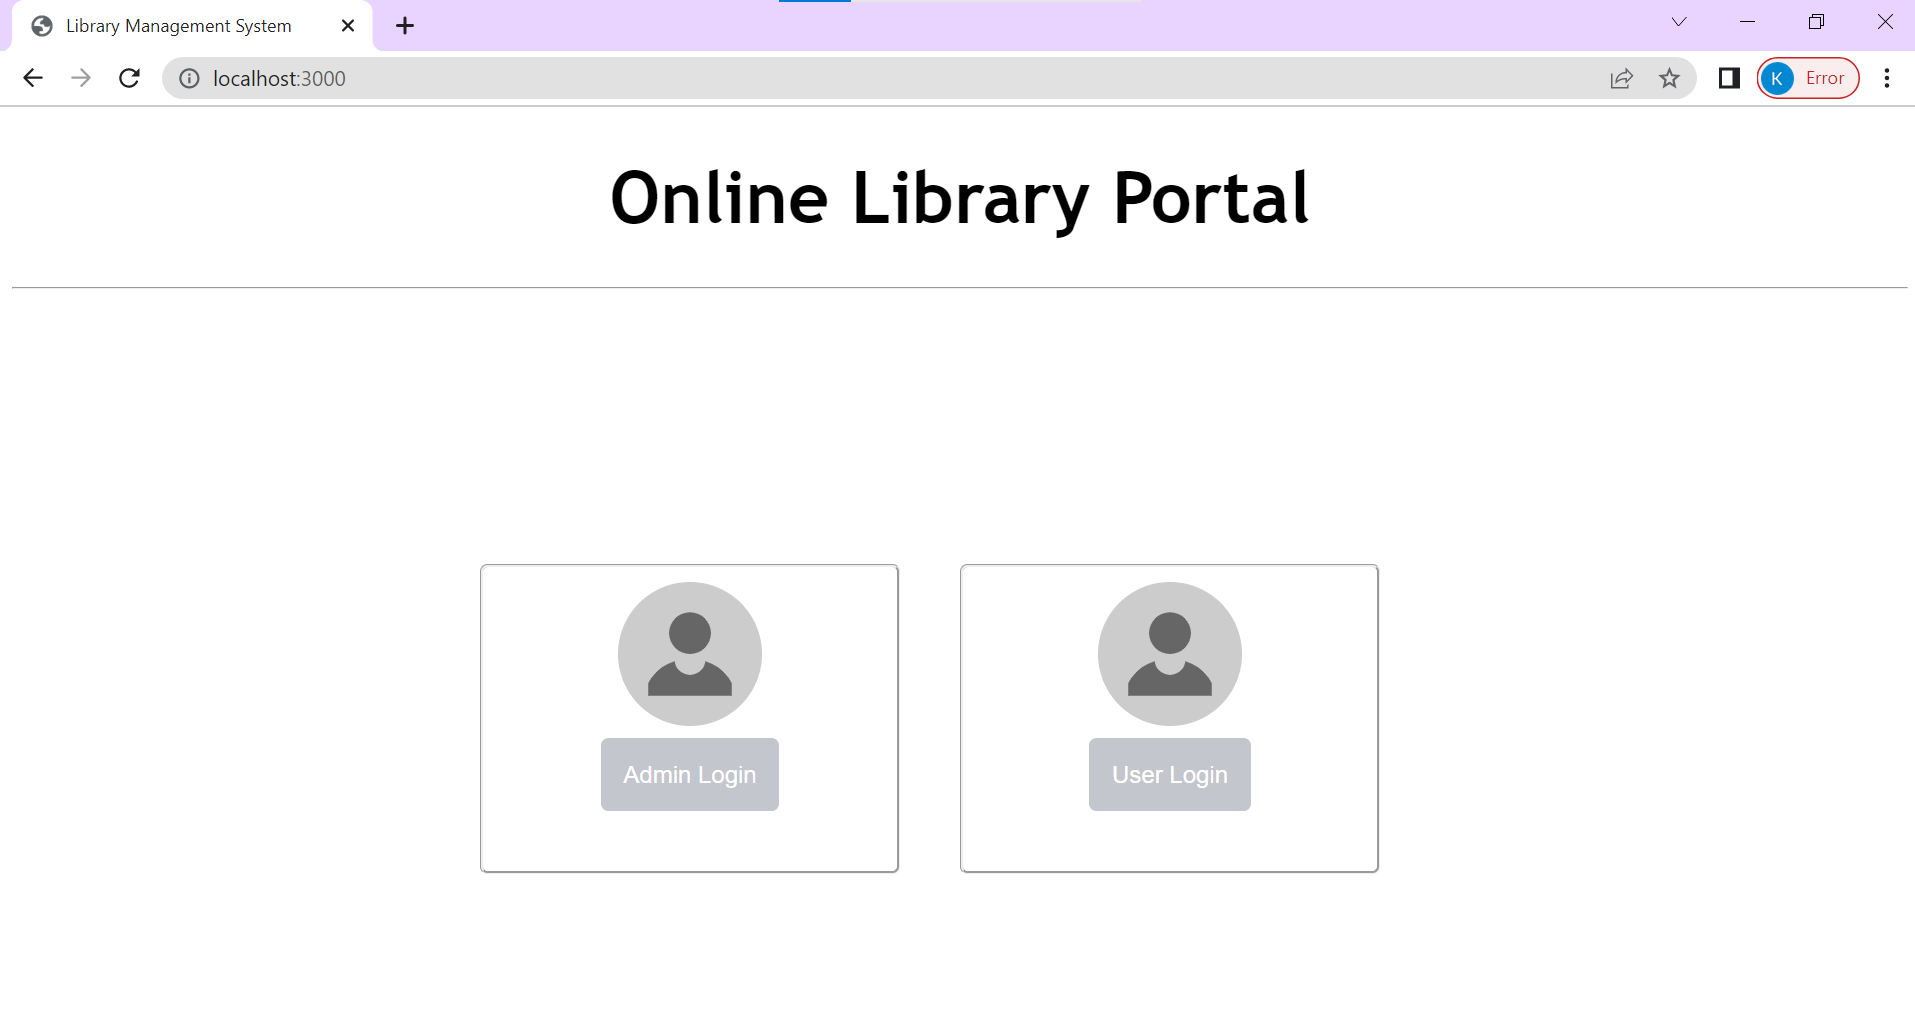 Library Management System
localhost:3000
K Error
Online Library Portal
Admin Login
User Login